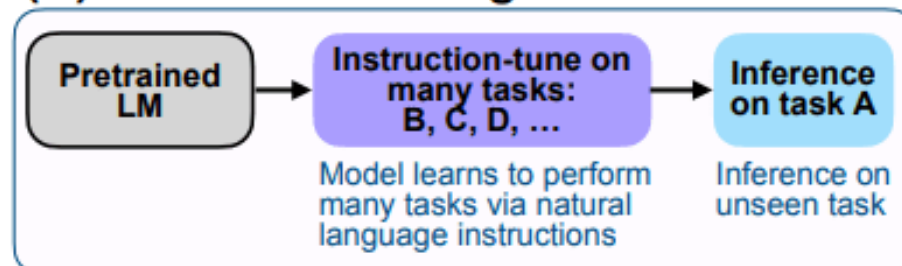 Pretrained
LM
Instruction-tune on
many tasks:
B, C, D, …
Inference
on task A
Model learns to perform
many tasks via natural
language instructions
Inference on
unseen task